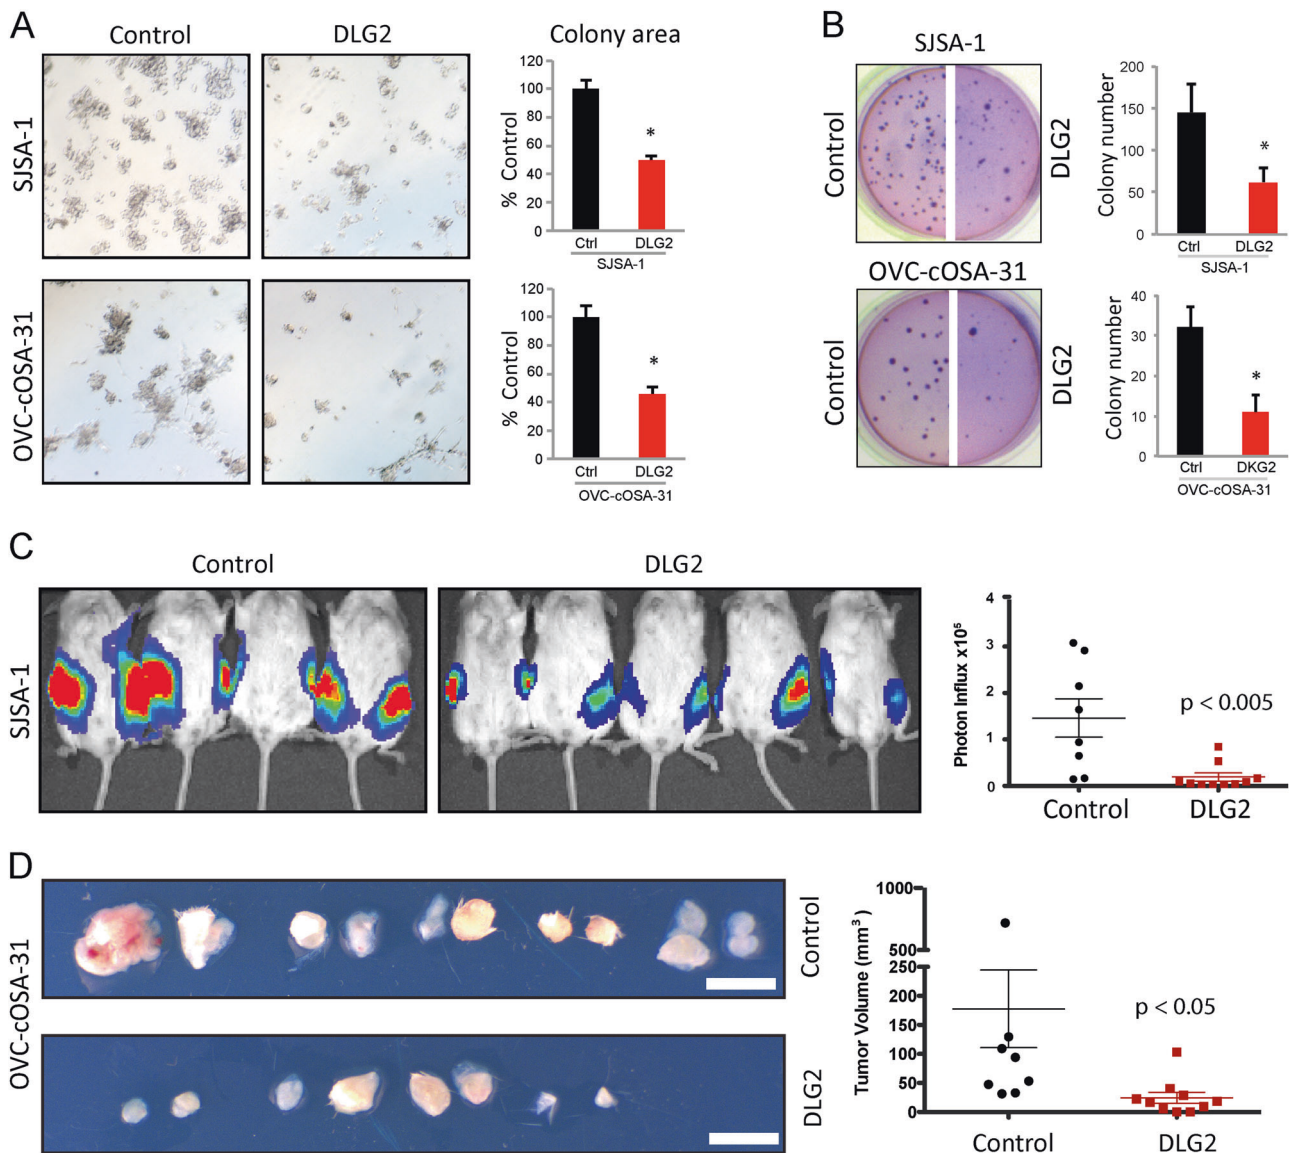 A
Control
DLG2
Colony area
SJSA-1
OVC-cOSA-31
% Control
120
100
80
60
40
20
0
*
Ctrl
DLG2
SJSA-1
% Control
120
100
80
60
40
20
0
*
Ctrl
DLG2
OVC-cOSA-31
B
SJSA-1
Control
DLG2
Colony number
200
150
100
50
0
*
Ctrl
DLG2
SJSA-1
OVC-cOSA-31
Control
DLG2
Colony number
40
30
20
10
0
*
Ctrl
DKG2
OVC-cOSA-31
C
Control
DLG2
SJSA-1
Photon Influx x10⁵
4
3
2
1
0
p < 0.005
Control
DLG2
D
OVC-cOSA-31
Control
DLG2
Tumor Volume (mm³ )
1000
500
250
200
150
100
50
0
p < 0.05
Control
DLG2